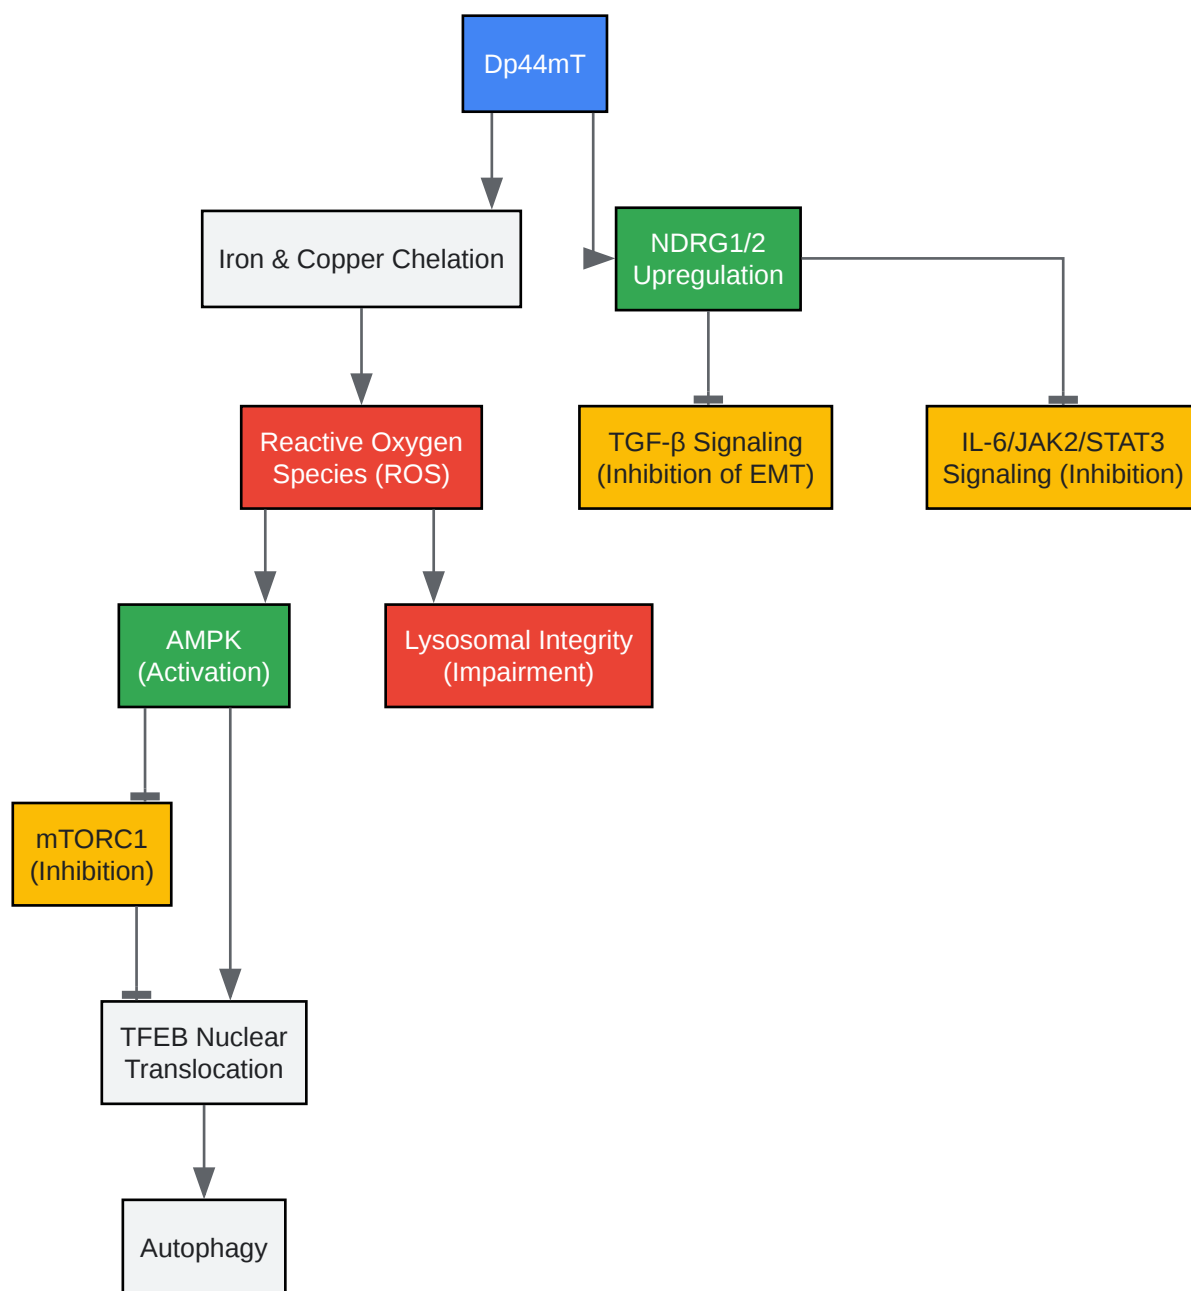 Dp44mT
Iron & Copper Chelation
NDRG1/2
Upregulation
Reactive Oxygen
Species (ROS)
TGF-β Signaling
(Inhibition of EMT)
IL-6/JAK2/STAT3
Signaling (Inhibition)
AMPK
(Activation)
Lysosomal Integrity
(Impairment)
mTORC1
(Inhibition)
TFEB Nuclear
Translocation
Autophagy